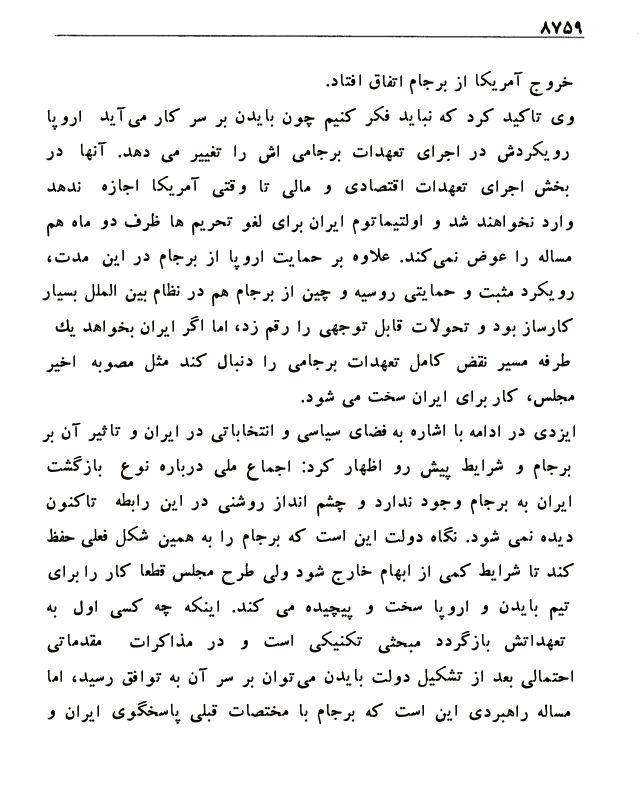 ۸۷۵۹
خروج آمریکا از برجام اتفاق افتاد.
وی تاکید کرد که نباید فکر کنیم چون بایدن بر سر کار می‌آید اروپا
رویکردش در اجرای تعهدات برجامی اش را تغییر می دهد. آنها در
بخش اجرای تعهدات اقتصادی و مالی تا وقتی آمریکا اجازه ندهد
وارد نخواهند شد و اولتیماتوم ایران برای لغو تحریم ها ظرف دو ماه هم
مساله را عوض نمی‌کند. علاوه بر حمایت اروپا از برجام در این مدت،
رویکرد مثبت و حمایتی روسیه و چین از برجام هم در نظام بین الملل بسیار
کارساز بود و تحولات قابل توجهی را رقم زد، اما اگر ایران بخواهد یك
طرفه مسیر نقض کامل تعهدات برجامی را دنبال کند مثل مصوبه اخیر
مجلس، کار برای ایران سخت می شود.
ایزدی در ادامه با اشاره به فضای سیاسی و انتخاباتی در ایران و تاثیر آن بر
برجام و شرایط پیش رو اظهار کرد: اجماع ملی درباره نوع بازگشت
ایران به برجام وجود ندارد و چشم انداز روشنی در این رابطه تاکنون
دیده نمی شود. نگاه دولت این است که برجام را به همین شکل فعلی حفظ
کند تا شرایط کمی از ابهام خارج شود ولی طرح مجلس قطعا کار را برای
تیم بایدن و اروپا سخت و پیچیده می کند. اینکه چه کسی اول به
تعهداتش بازگردد مبحثی تکنیکی است و در مذاکرات مقدماتی
احتمالی بعد از تشکیل دولت بایدن می‌توان بر سر آن به توافق رسید، اما
مساله راهبردی این است که برجام با مختصات قبلی پاسخگوی ایران و